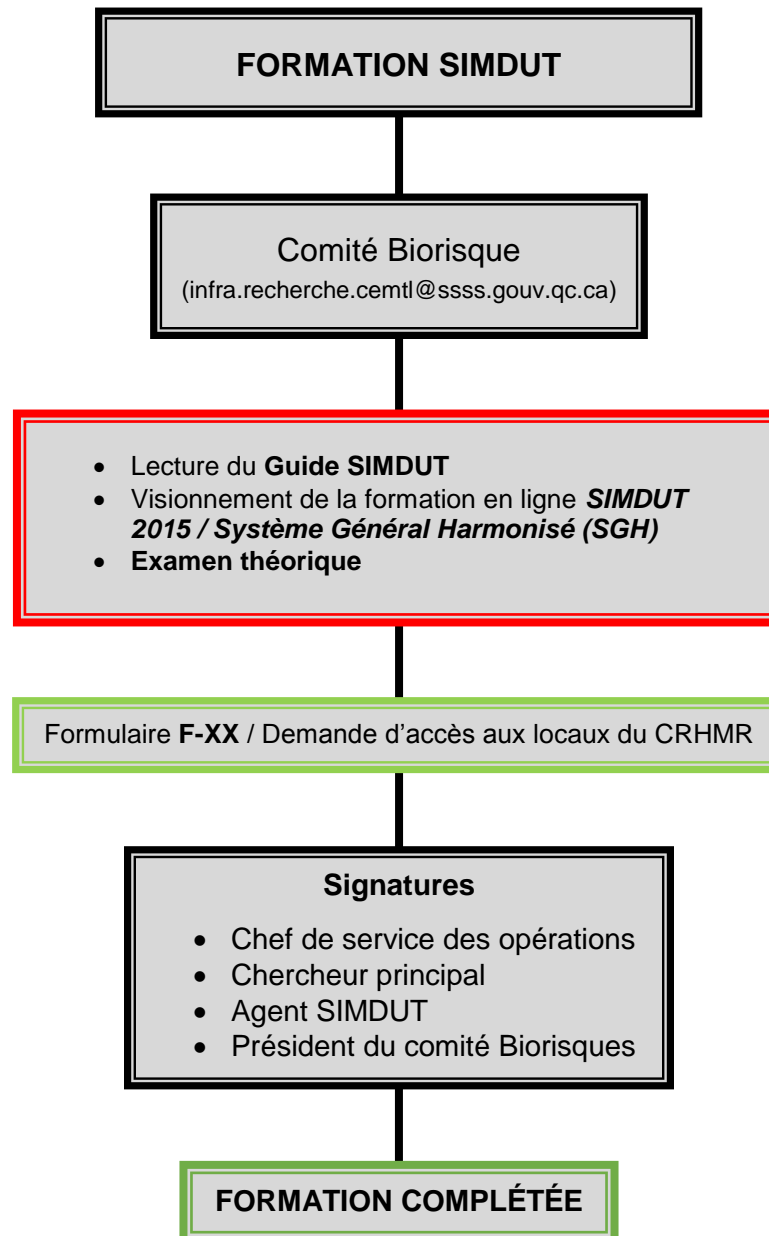 FORMATION SIMDUT
Comité Biorisque
(infra.recherche.cemtl@ssss.gouv.qc.ca)
• Lecture du Guide SIMDUT
• Visionnement de la formation en ligne SIMDUT
2015 / Système Général Harmonisé (SGH)
• Examen théorique
Formulaire F-XX / Demande d'accès aux locaux du CRHMR
Signatures
• Chef de service des opérations
• Chercheur principal
• Agent SIMDUT
• Président du comité Biorisques
FORMATION COMPLÉTÉE